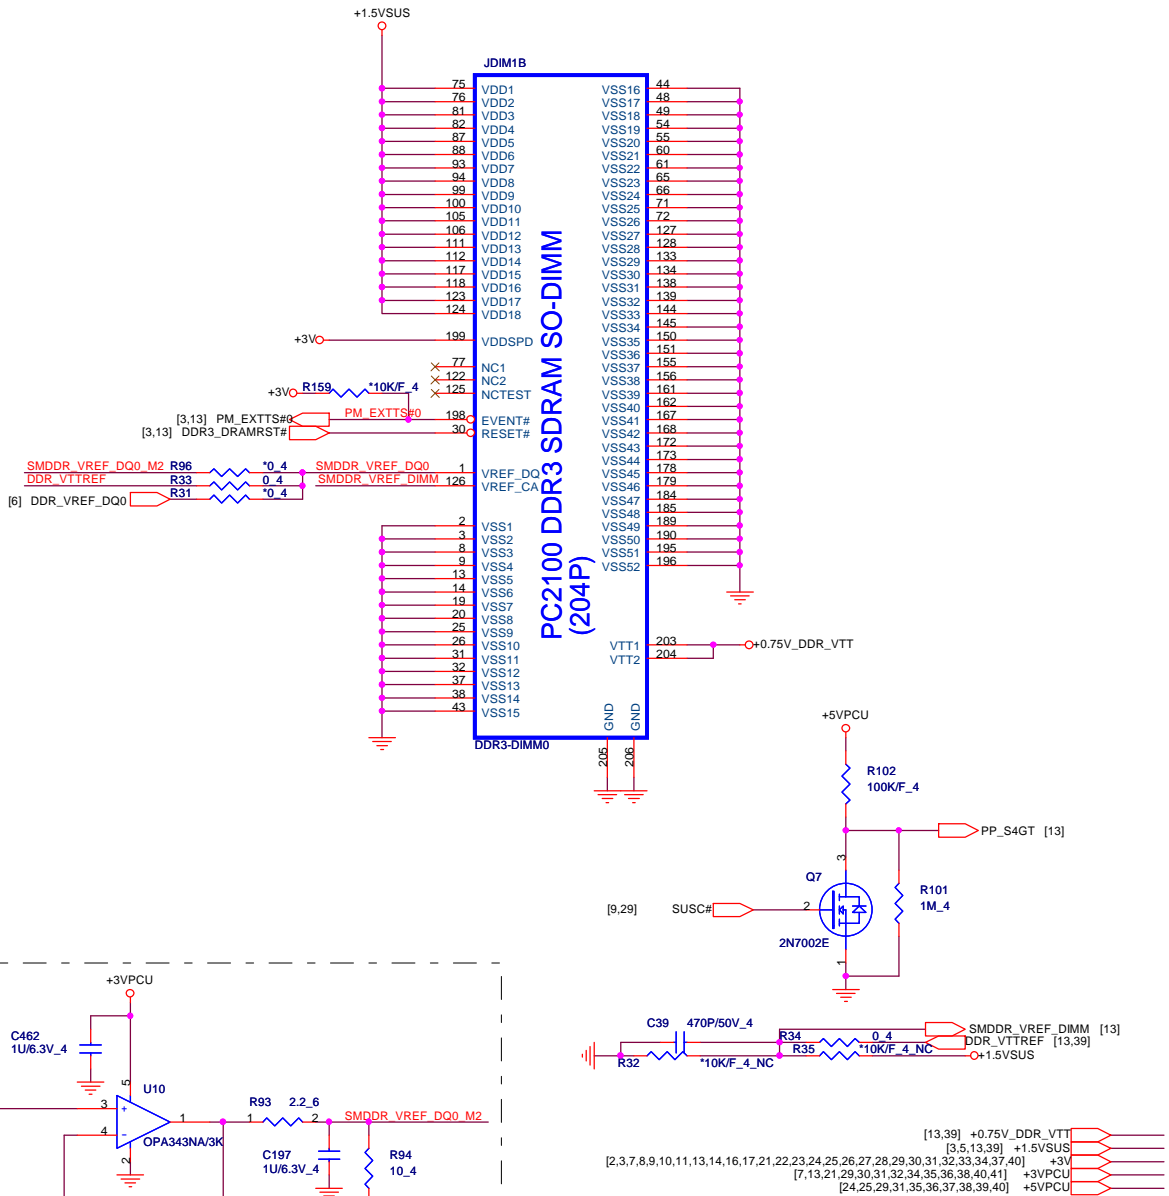 +1.5VSUS
JDIM1B
75 VDD1 VSS16 44
76 VDD2 VSS17 48
81 VDD3 VSS18 49
82 VDD4 VSS19 54
87 VDD5 VSS20 55
88 VDD6 VSS21 60
93 VDD7 VSS22 61
94 VDD8 VSS23 65
99 VDD9 VSS24 66
100 VDD10 VSS25 71
105 VDD11 VSS26 72
106 VDD12 VSS27 127
111 VDD13 VSS28 128
112 VDD14 VSS29 133
117 VDD15 VSS30 134
118 VDD16 VSS31 138
123 VDD17 VSS32 139
124 VDD18 VSS33 144
VSS34 145
+3V 199 VDDSPD VSS35 150
VSS36 151
77 NC1 VSS37 155
122 NC2 VSS38 156
+3V R159 *10K/F_4 125 NCTEST VSS39 161
VSS40 162
[3,13] PM_EXTTS#0 PM_EXTTS#0 198 EVENT# VSS41 167
[3,13] DDR3_DRAMRST# 30 RESET# VSS42 168
VSS43 172
VSS44 173
SMDDR_VREF_DQ0_M2 R96 *0_4 SMDDR_VREF_DQ0 1 VREF_DQ VSS45 178
DDR_VTTREF R33 0_4 SMDDR_VREF_DIMM 126 VREF_CA VSS46 179
[6] DDR_VREF_DQ0 R31 *0_4 VSS47 184
VSS48 185
2 VSS1 VSS49 189
3 VSS2 VSS50 190
8 VSS3 VSS51 195
9 VSS4 VSS52 196
13 VSS5
14 VSS6
19 VSS7
20 VSS8
25 VSS9
26 VSS10 VTT1 203 +0.75V_DDR_VTT
31 VSS11 VTT2 204
32 VSS12
37 VSS13
38 VSS14
43 VSS15
PC2100 DDR3 SDRAM SO-DIMM
(204P)
GND GND
205 206
DDR3-DIMM0
+5VPCU
R102
100K/F_4
PP_S4GT [13]
3
Q7
R101
1M_4
[9,29] SUSC# 2
2N7002E
1
+3VPCU
C462
1U/6.3V_4
5
U10
3 +
4 -
1
OPA343NA/3K
2
R93 2.2_6
1 2
SMDDR_VREF_DQ0_M2
C197
1U/6.3V_4
R94
10_4
C39 470P/50V_4
R32 *10K/F_4_NC
R34 0_4
R35 *10K/F_4_NC
SMDDR_VREF_DIMM [13]
DDR_VTTREF [13,39]
+1.5VSUS
[13,39] +0.75V_DDR_VTT
[3,5,13,39] +1.5VSUS
[2,3,7,8,9,10,11,13,14,16,17,21,22,23,24,25,26,27,28,29,30,31,32,33,34,37,40] +3V
[7,13,21,29,30,31,32,34,35,36,38,40,41] +3VPCU
[24,25,29,31,35,36,37,38,39,40] +5VPCU